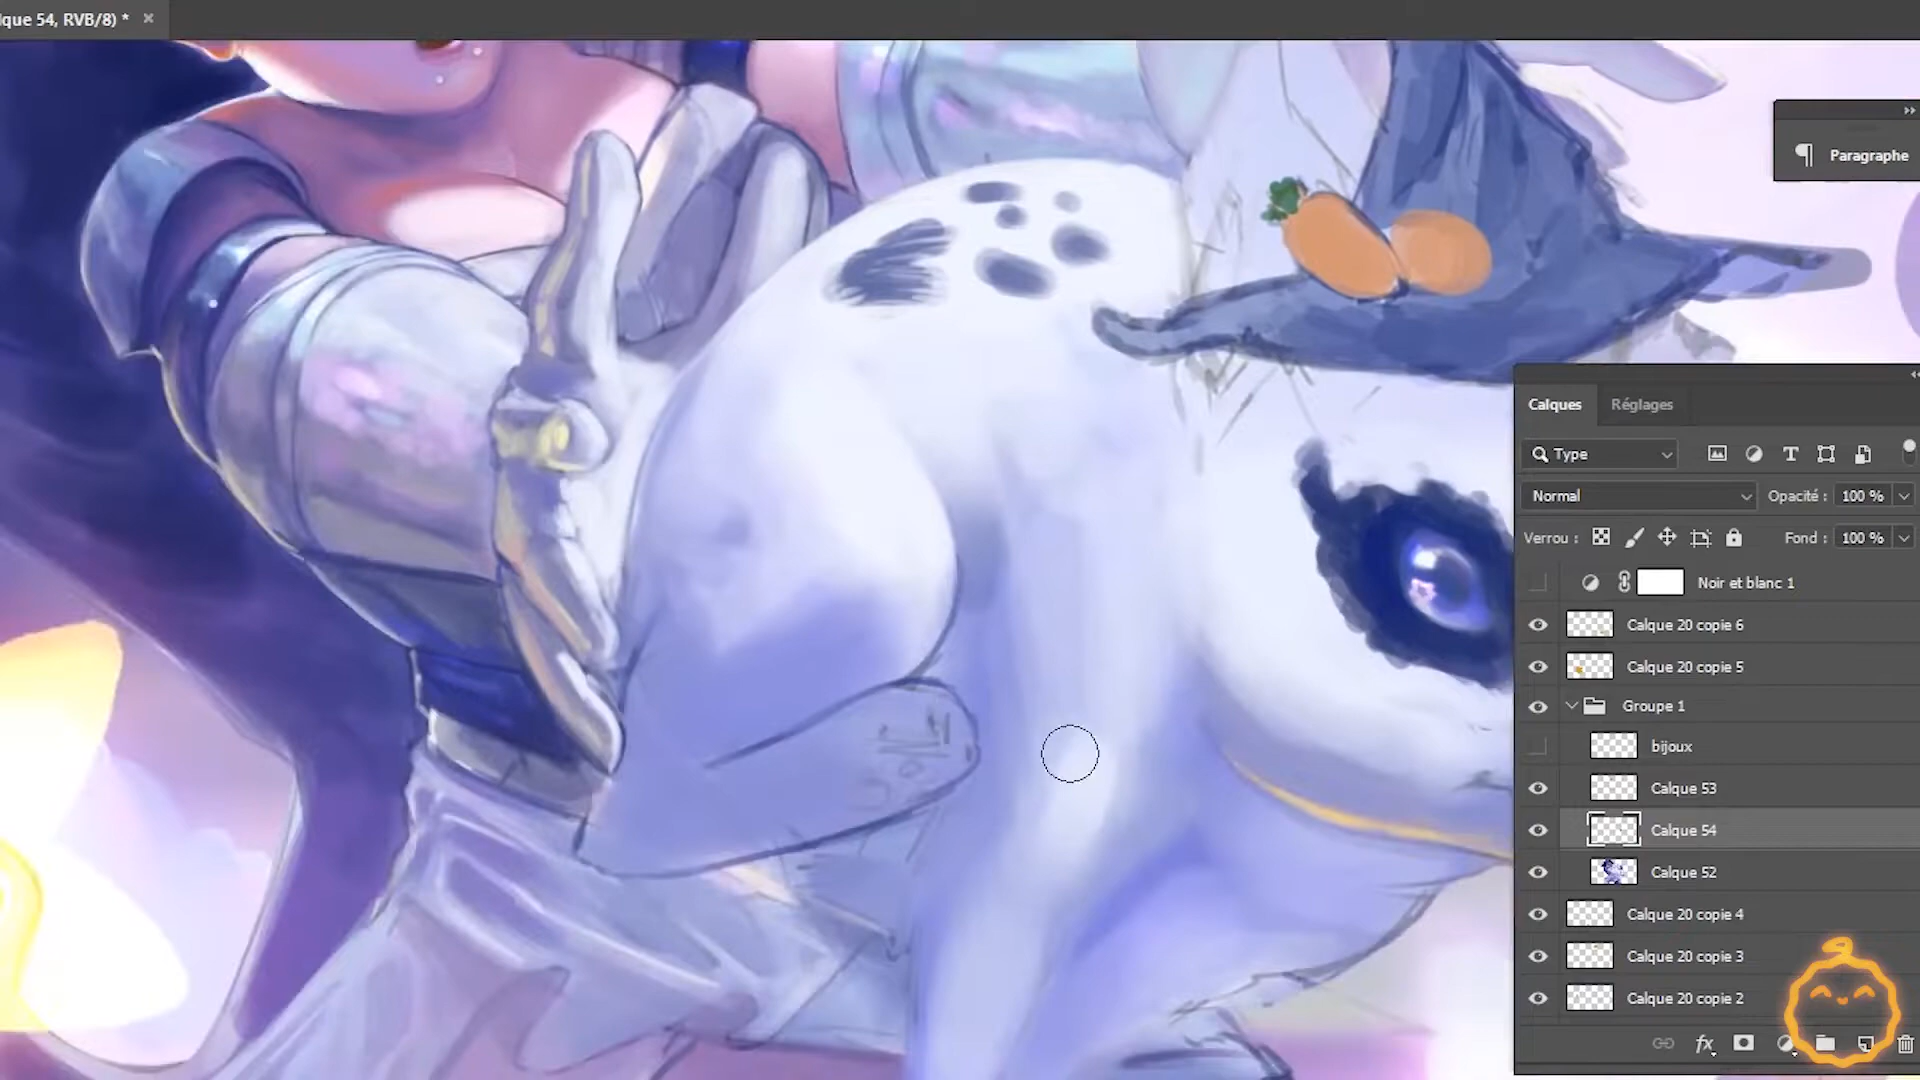 lque 54, RVB/8) * ×
Paragraphe
Calques Réglages
Type
Normal Opacité : 100 %
Verrou : Fond : 100 %
Noir et blanc 1
Calque 20 copie 6
Calque 20 copie 5
Groupe 1
bijoux
Calque 53
Calque 54
Calque 52
Calque 20 copie 4
Calque 20 copie 3
Calque 20 copie 2
fx